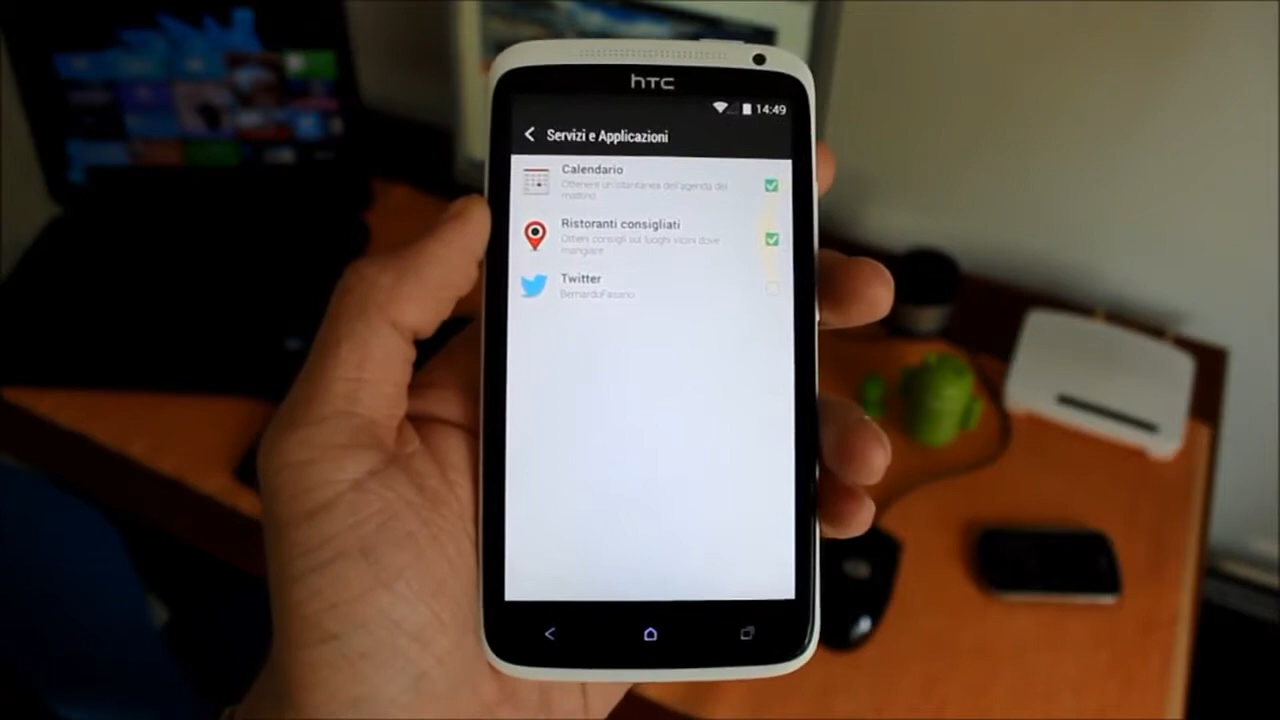 hTC
14:49
Servizi e Applicazioni
Calendario
Ottenere un'istantanea dell'agenda del
mattino
Ristoranti consigliati
Ottieni consigli sui luoghi vicini dove
mangiare
Twitter
BernardoFasano